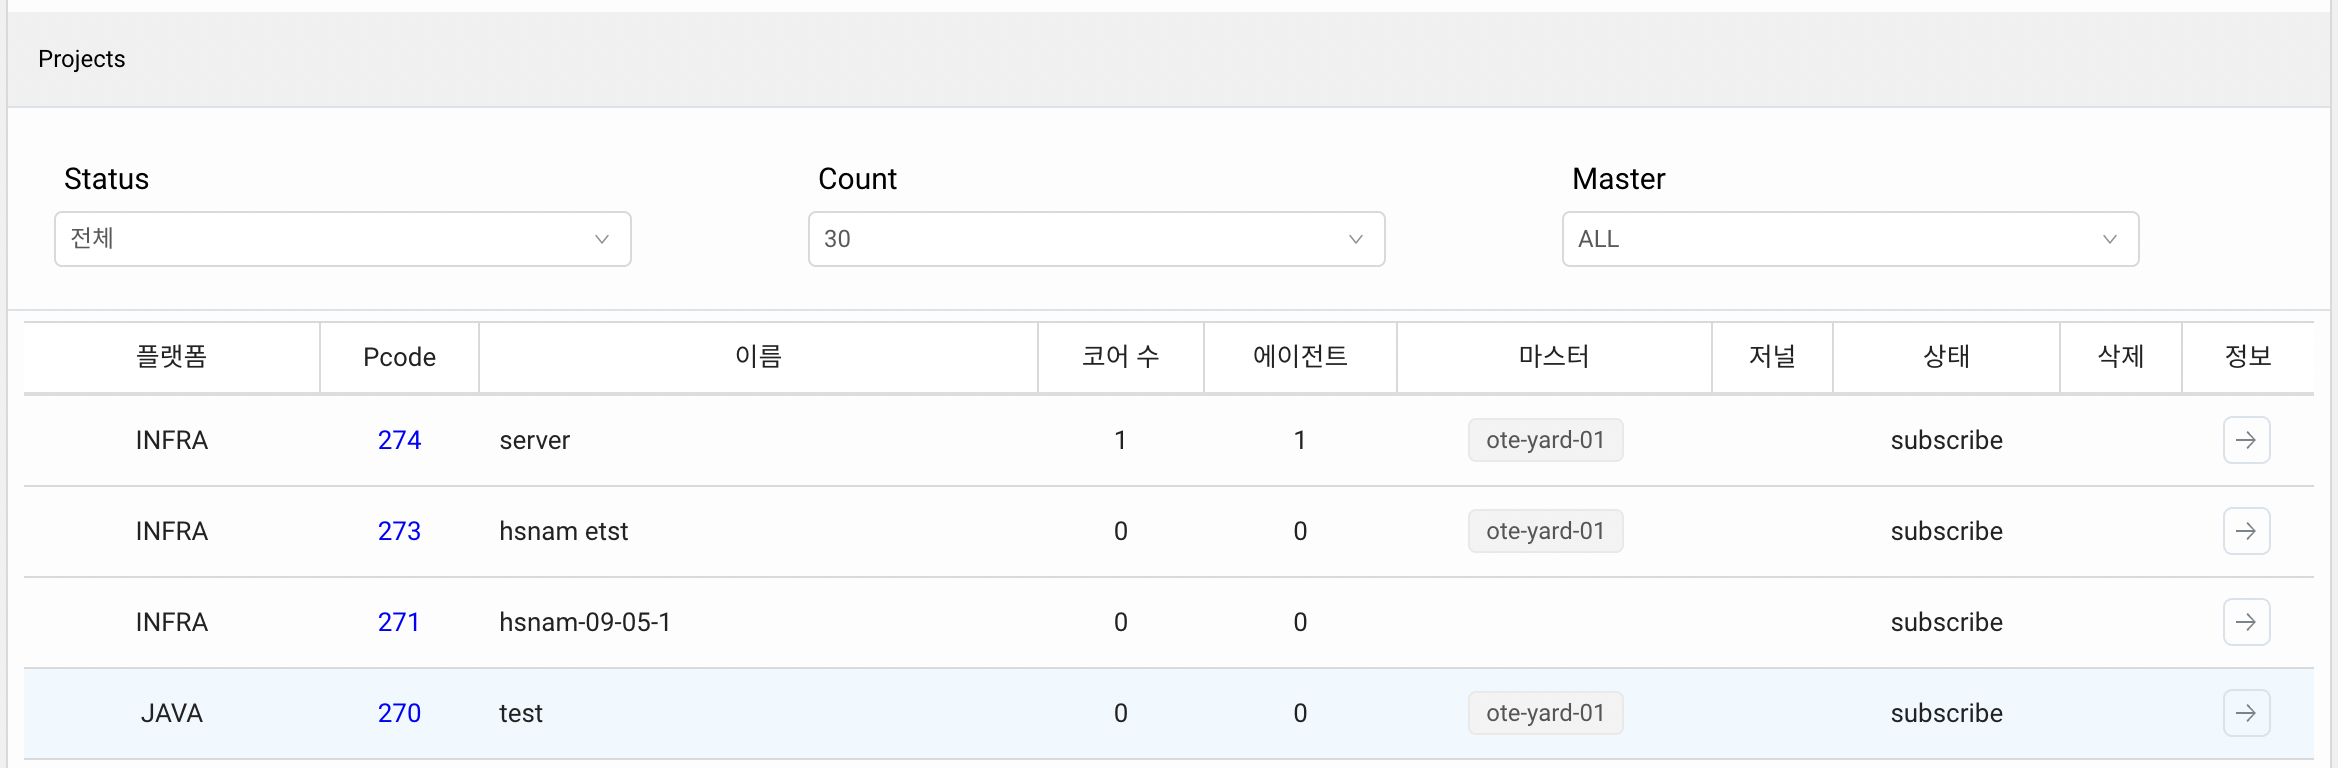 Projects
Status Count Master
전체 30 ALL
플랫폼 Pcode 이름 코어 수 에이전트 마스터 저널 상태 삭제 정보
INFRA 274 server 1 1 ote-yard-01 subscribe
INFRA 273 hsnam etst 0 0 ote-yard-01 subscribe
INFRA 271 hsnam-09-05-1 0 0 subscribe
JAVA 270 test 0 0 ote-yard-01 subscribe